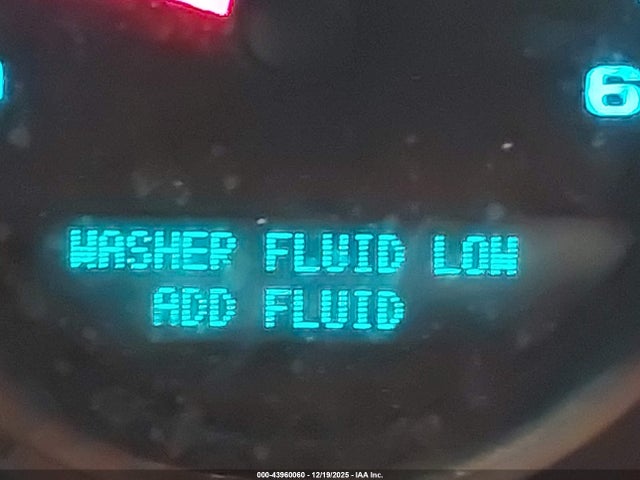 6
WASHER FLUID LOW
ADD FLUID
000-43960060 - 12/19/2025 - IAA Inc.